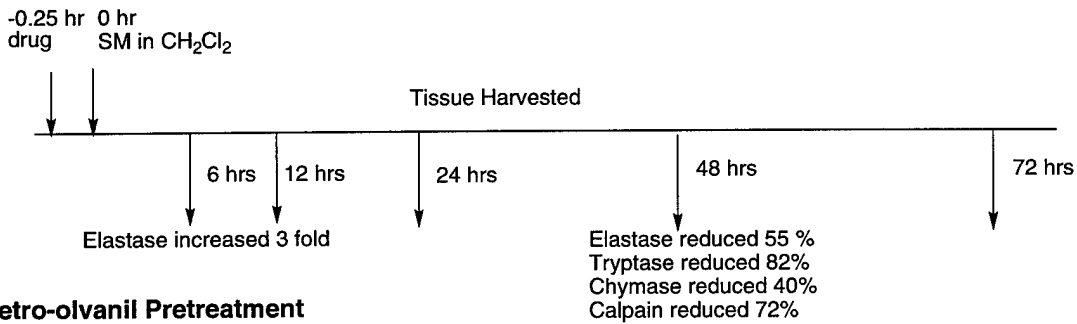 -0.25 hr 0 hr
drug SM in CH₂Cl₂
Tissue Harvested
6 hrs 12 hrs 24 hrs 48 hrs 72 hrs
Elastase increased 3 fold
Elastase reduced 55 %
Tryptase reduced 82%
Chymase reduced 40%
Calpain reduced 72%
etro-olvanil Pretreatment